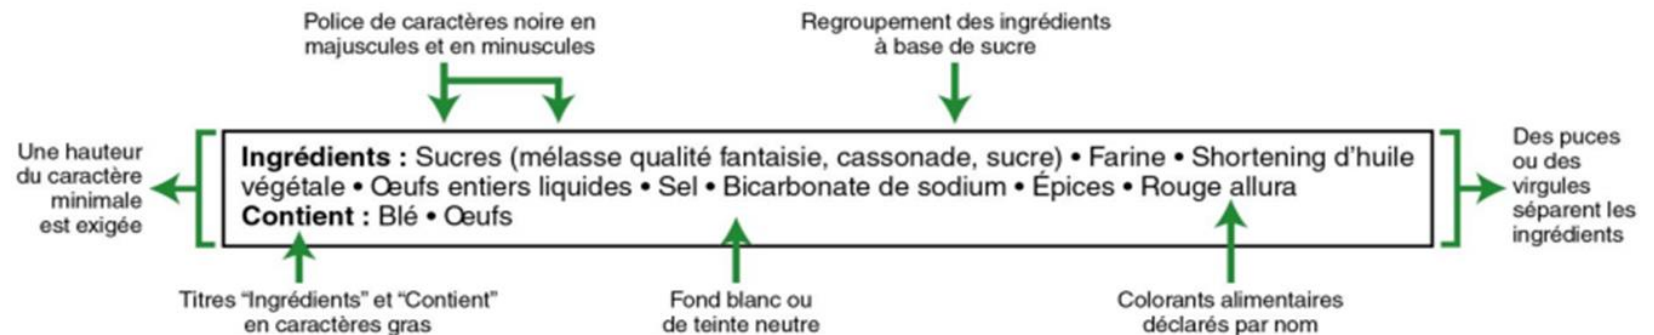 Police de caractères noire en
majuscules et en minuscules
Regroupement des ingrédients
à base de sucre
Une hauteur
du caractère
minimale
est exigée
Ingrédients : Sucres (mélasse qualité fantaisie, cassonade, sucre) • Farine • Shortening d’huile
végétale • Œufs entiers liquides • Sel • Bicarbonate de sodium • Épices • Rouge allura
Contient : Blé • Œufs
Des puces
ou des
virgules
séparent les
ingrédients
Titres “Ingrédients” et “Contient”
en caractères gras
Fond blanc ou
de teinte neutre
Colorants alimentaires
déclarés par nom